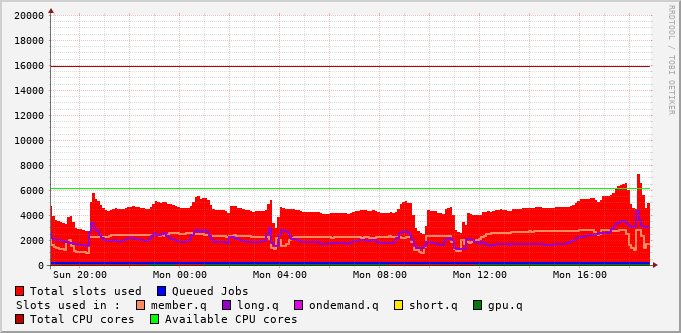 20000
18000
16000
14000
12000
10000
8000
6000
4000
2000
0
Sun 20:00 Mon 00:00 Mon 04:00 Mon 08:00 Mon 12:00 Mon 16:00
RRDTOOL / TOBI OETIKER
Total slots used Queued Jobs
Slots used in : member.q long.q ondemand.q short.q gpu.q
Total CPU cores Available CPU cores